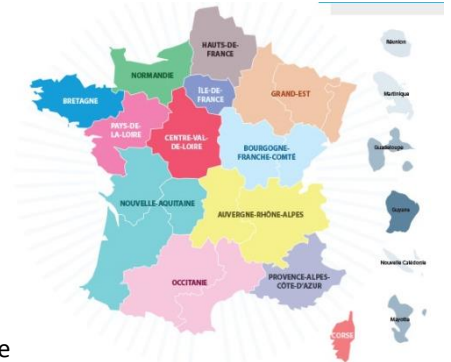 HAUTS-DE-
FRANCE
NORMANDIE
ÎLE-DE-
FRANCE
GRAND-EST
BRETAGNE
PAYS-DE-
LA-LOIRE
CENTRE-VAL-
DE-LOIRE
BOURGOGNE-
FRANCHE-COMTÉ
NOUVELLE-AQUITAINE
AUVERGNE-RHÔNE-ALPES
OCCITANIE
PROVENCE-ALPES-
CÔTE-D'AZUR
CORSE
Réunion
Martinique
Guadeloupe
Guyane
Nouvelle Calédonie
Mayotte
e